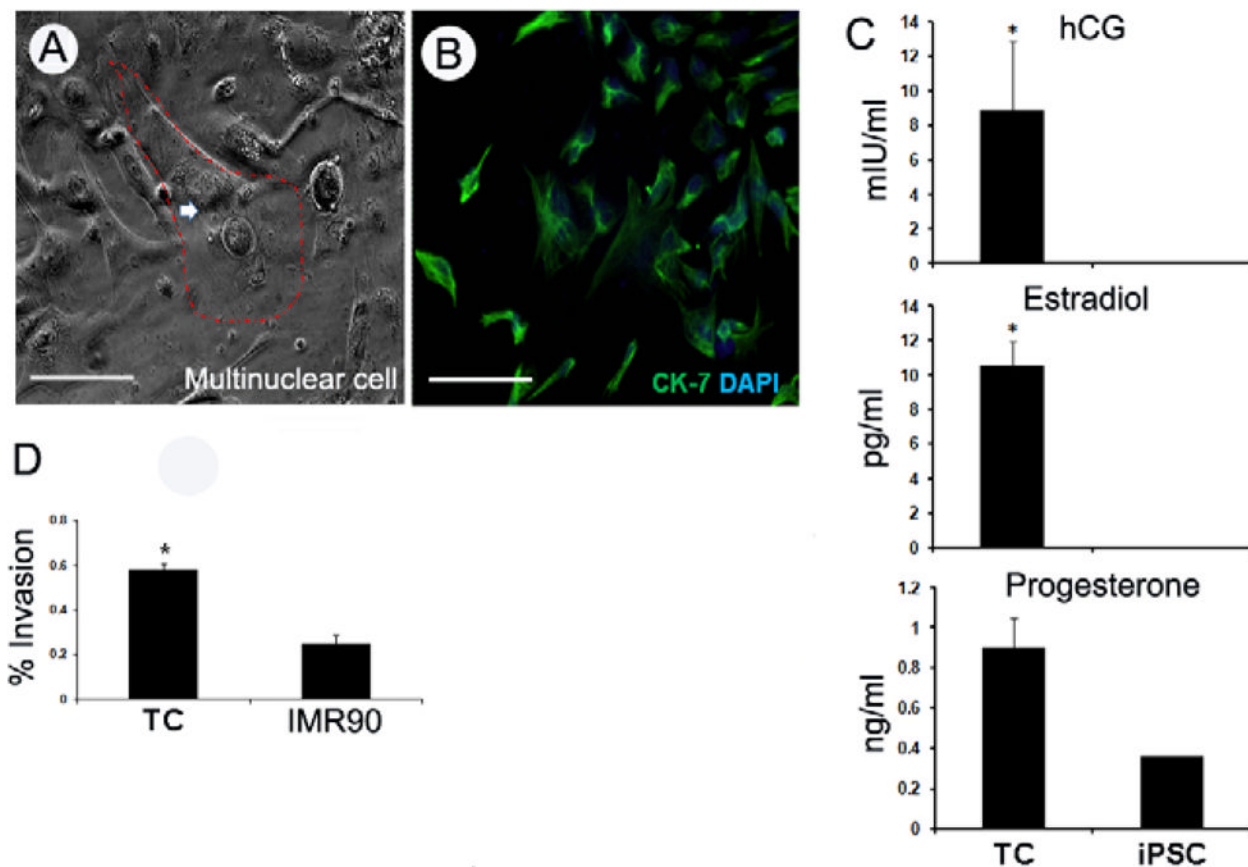 A
Multinuclear cell
B
CK-7 DAPI
C
*
hCG
mIU/ml
14
12
10
8
6
4
2
0
*
Estradiol
pg/ml
14
12
10
8
6
4
2
0
Progesterone
ng/ml
1.2
1
0.8
0.6
0.4
0.2
0
TC iPSC
D
% Invasion
0.8
0.6
0.4
0.2
0
*
TC IMR90